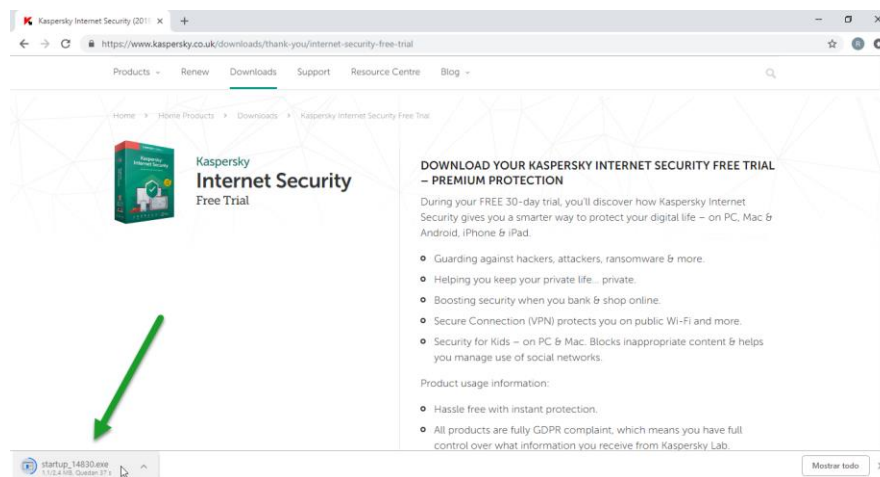 Kaspersky Internet Security (201
https://www.kaspersky.co.uk/downloads/thank-you/internet-security-free-trial
Products Renew Downloads Support Resource Centre Blog
Home > Home Products > Downloads > Kaspersky Internet Security Free Trial
Kaspersky
Internet Security
Free Trial
DOWNLOAD YOUR KASPERSKY INTERNET SECURITY FREE TRIAL
– PREMIUM PROTECTION
During your FREE 30-day trial, you'll discover how Kaspersky Internet
Security gives you a smarter way to protect your digital life – on PC, Mac &
Android, iPhone & iPad.
Guarding against hackers, attackers, ransomware & more.
Helping you keep your private life... private.
Boosting security when you bank & shop online.
Secure Connection (VPN) protects you on public Wi-Fi and more.
Security for Kids – on PC & Mac. Blocks inappropriate content & helps
you manage use of social networks.
Product usage information:
Hassle free with instant protection.
All products are fully GDPR complaint, which means you have full
control over what information you receive from Kaspersky Lab.
startup_14830.exe
1,1/2,4 MB, Quedan 37 s
Mostrar todo